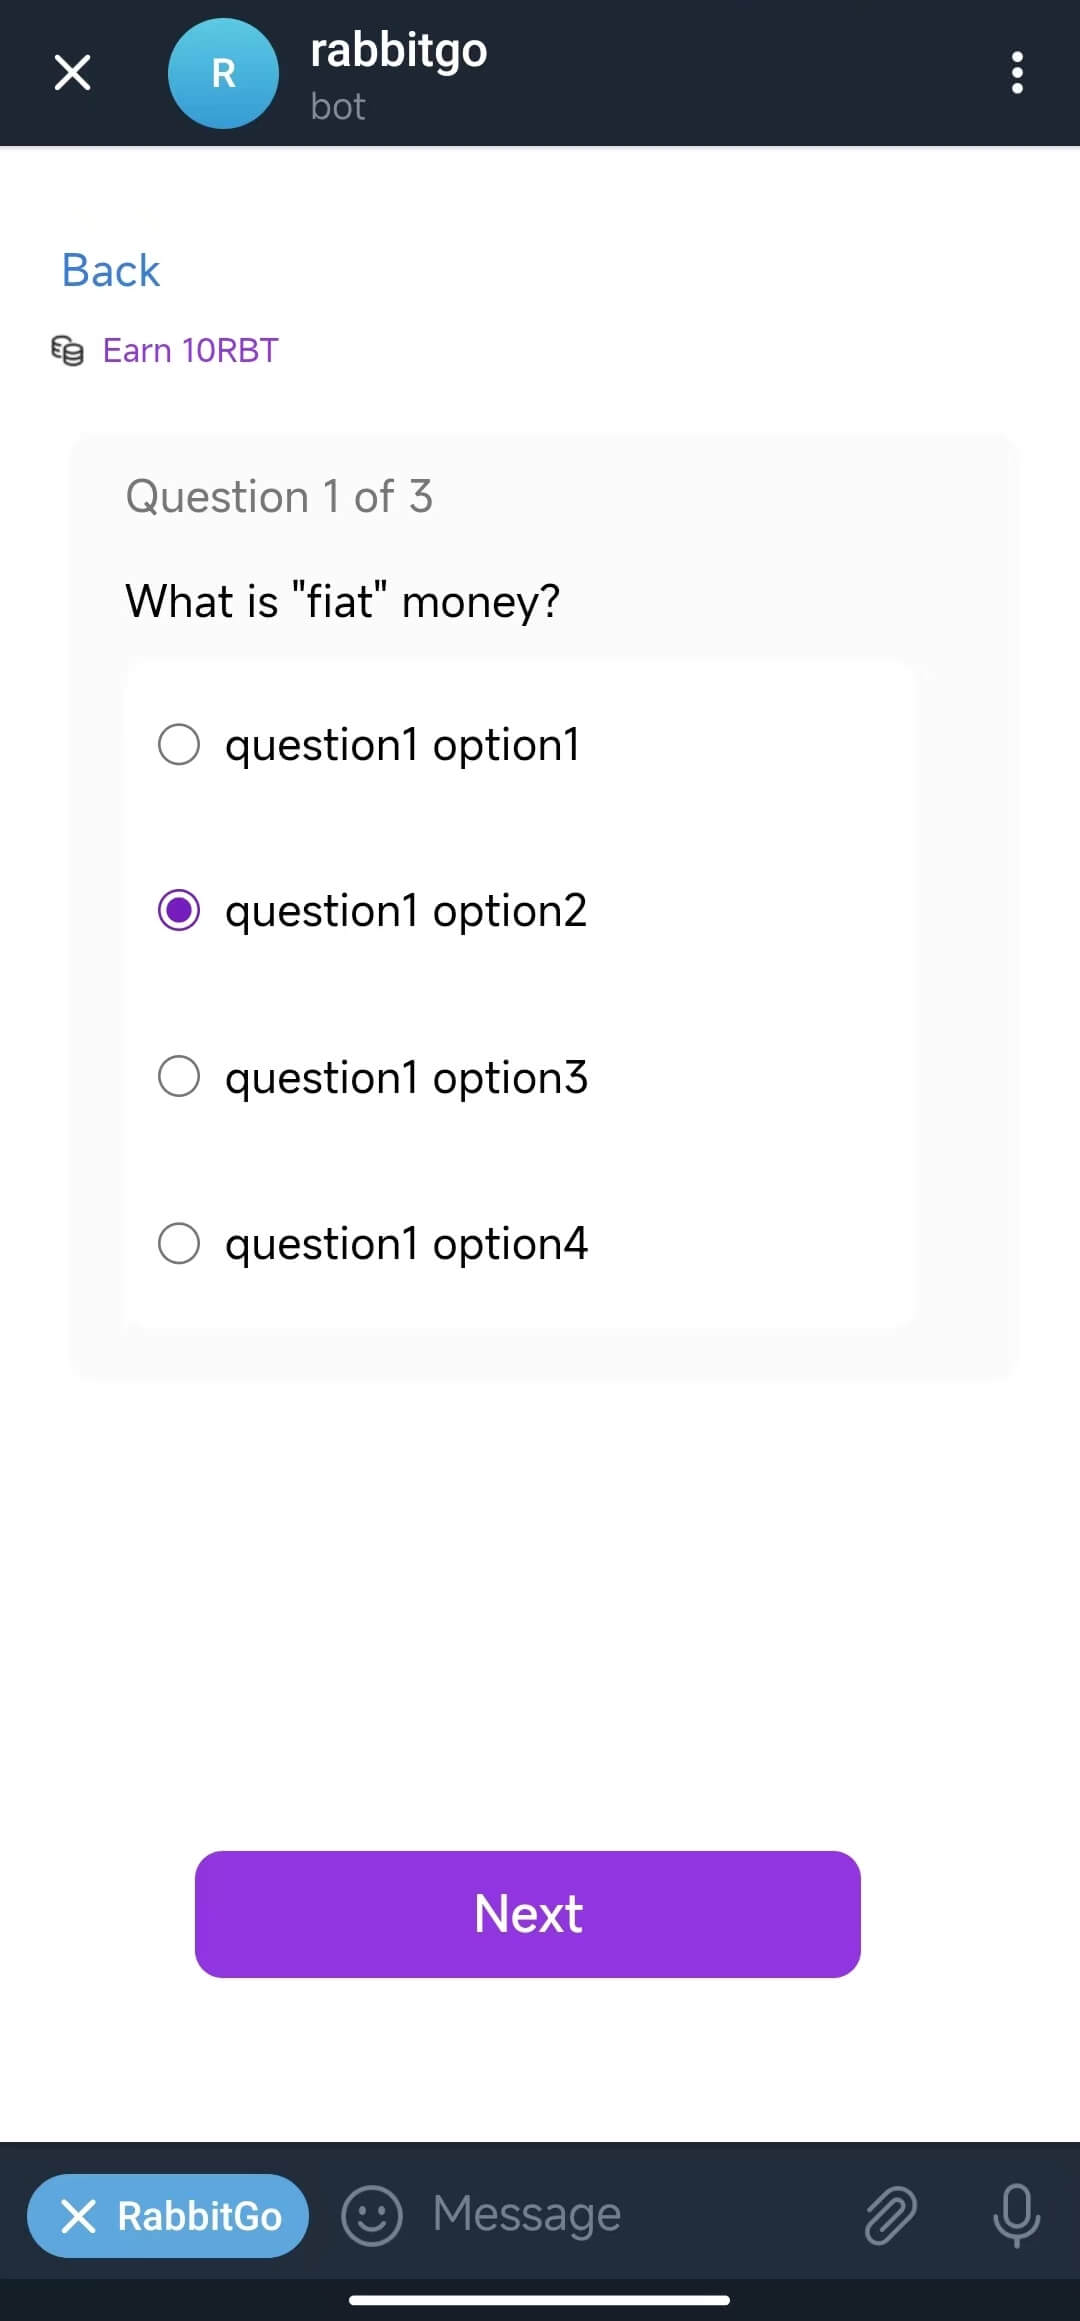 R
rabbitgo
bot
Back
Earn 10RBT
Question 1 of 3
What is "fiat" money?
question1 option1
question1 option2
question1 option3
question1 option4
Next
RabbitGo
Message